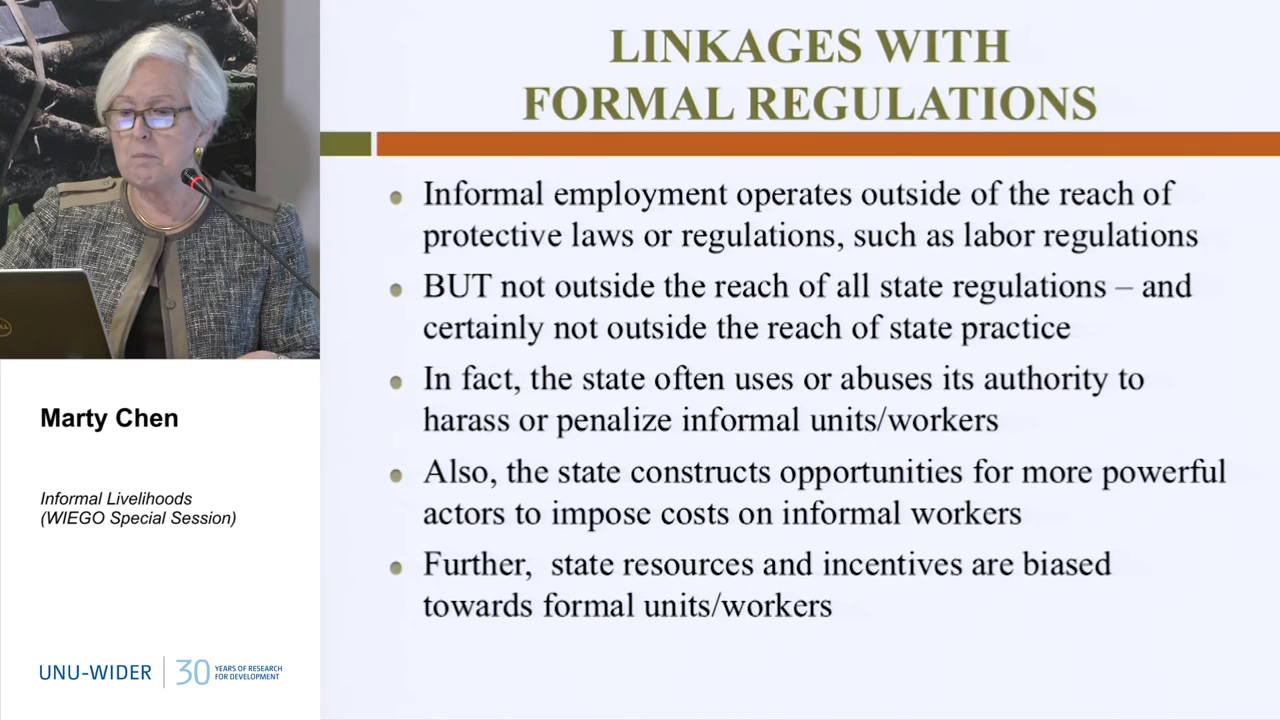 LINKAGES WITH
FORMAL REGULATIONS
• Informal employment operates outside of the reach of
protective laws or regulations, such as labor regulations
• BUT not outside the reach of all state regulations – and
certainly not outside the reach of state practice
• In fact, the state often uses or abuses its authority to
harass or penalize informal units/workers
• Also, the state constructs opportunities for more powerful
actors to impose costs on informal workers
• Further,  state resources and incentives are biased
towards formal units/workers
Marty Chen
Informal Livelihoods
(WIEGO Special Session)
UNU-WIDER
30 YEARS OF RESEARCH
FOR DEVELOPMENT